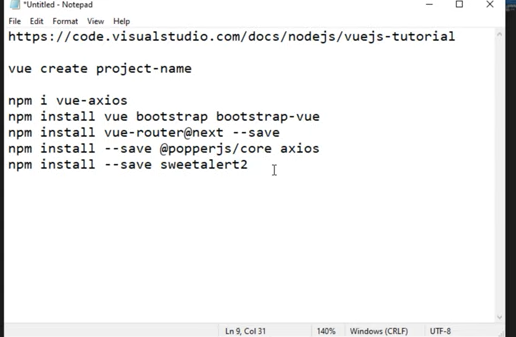 *Untitled - Notepad
File Edit Format View Help
https://code.visualstudio.com/docs/nodejs/vuejs-tutorial
vue create project-name
npm i vue-axios
npm install vue bootstrap bootstrap-vue
npm install vue-router@next --save
npm install --save @popperjs/core axios
npm install --save sweetalert2
Ln 9, Col 31 140% Windows (CRLF) UTF-8